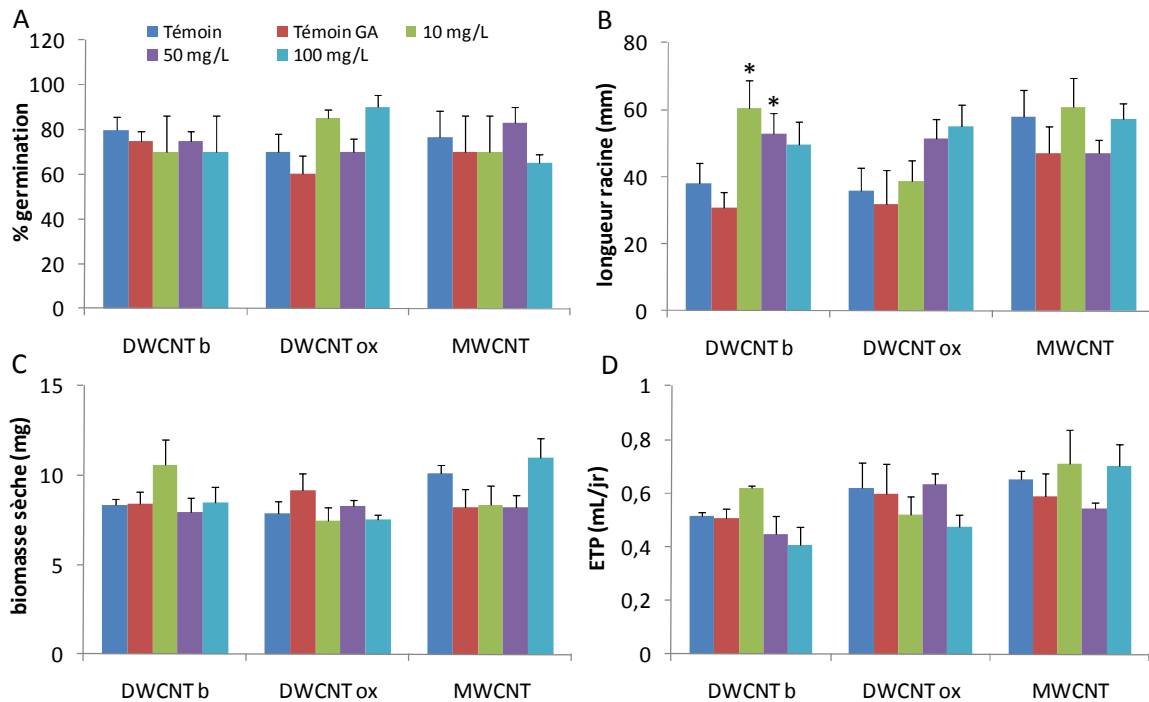 A
Témoin Témoin GA 10 mg/L
50 mg/L 100 mg/L
120
100
80
60
40
20
0
% germination
DWCNT b DWCNT ox MWCNT
B
80
60
40
20
0
longueur racine (mm)
* *
DWCNT b DWCNT ox MWCNT
C
15
10
5
0
biomasse sèche (mg)
DWCNT b DWCNT ox MWCNT
D
1
0,8
0,6
0,4
0,2
0
ETP (mL/jr)
DWCNT b DWCNT ox MWCNT